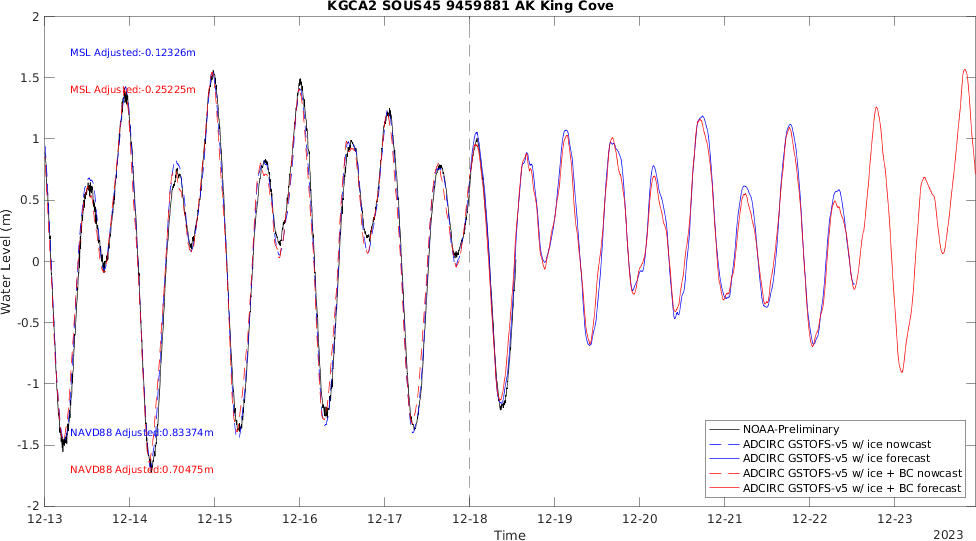 KGCA2 SOUS45 9459881 AK King Cove
MSL Adjusted:-0.12326m
MSL Adjusted:-0.25225m
NAVD88 Adjusted:0.83374m
NAVD88 Adjusted:0.70475m
Water Level (m)
2
1.5
1
0.5
0
-0.5
-1
-1.5
-2
NOAA-Preliminary
ADCIRC GSTOFS-v5 w/ ice nowcast
ADCIRC GSTOFS-v5 w/ ice forecast
ADCIRC GSTOFS-v5 w/ ice + BC nowcast
ADCIRC GSTOFS-v5 w/ ice + BC forecast
12-13 12-14 12-15 12-16 12-17 12-18 12-19 12-20 12-21 12-22 12-23
Time
2023